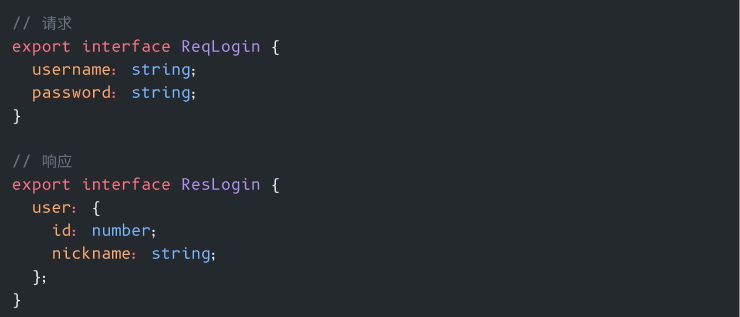 // 请求
export interface ReqLogin {
  username: string;
  password: string;
}

// 响应
export interface ResLogin {
  user: {
    id: number;
    nickname: string;
  };
}